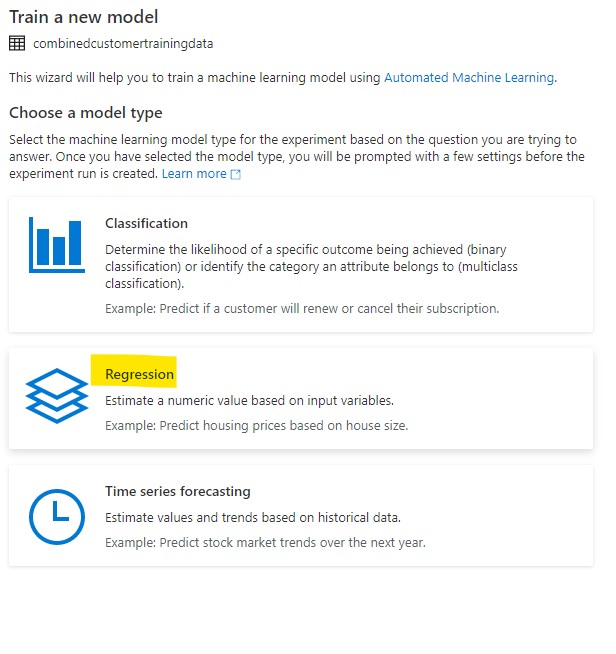 Train a new model
combinedcustomertrainingdata
This wizard will help you to train a machine learning model using Automated Machine Learning.
Choose a model type
Select the machine learning model type for the experiment based on the question you are trying to
answer. Once you have selected the model type, you will be prompted with a few settings before the
experiment run is created. Learn more
Classification
Determine the likelihood of a specific outcome being achieved (binary
classification) or identify the category an attribute belongs to (multiclass
classification).
Example: Predict if a customer will renew or cancel their subscription.
Regression
Estimate a numeric value based on input variables.
Example: Predict housing prices based on house size.
Time series forecasting
Estimate values and trends based on historical data.
Example: Predict stock market trends over the next year.